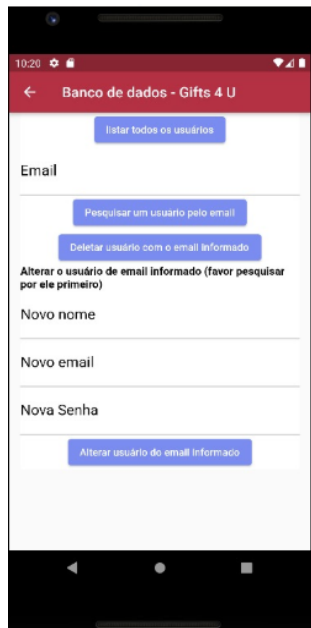 10:20
Banco de dados - Gifts 4 U
listar todos os usuários
Email
Pesquisar um usuário pelo email
Deletar usuário com o email informado
Alterar o usuário de email informado (favor pesquisar
por ele primeiro)
Novo nome
Novo email
Nova Senha
Alterar usuário do email informado